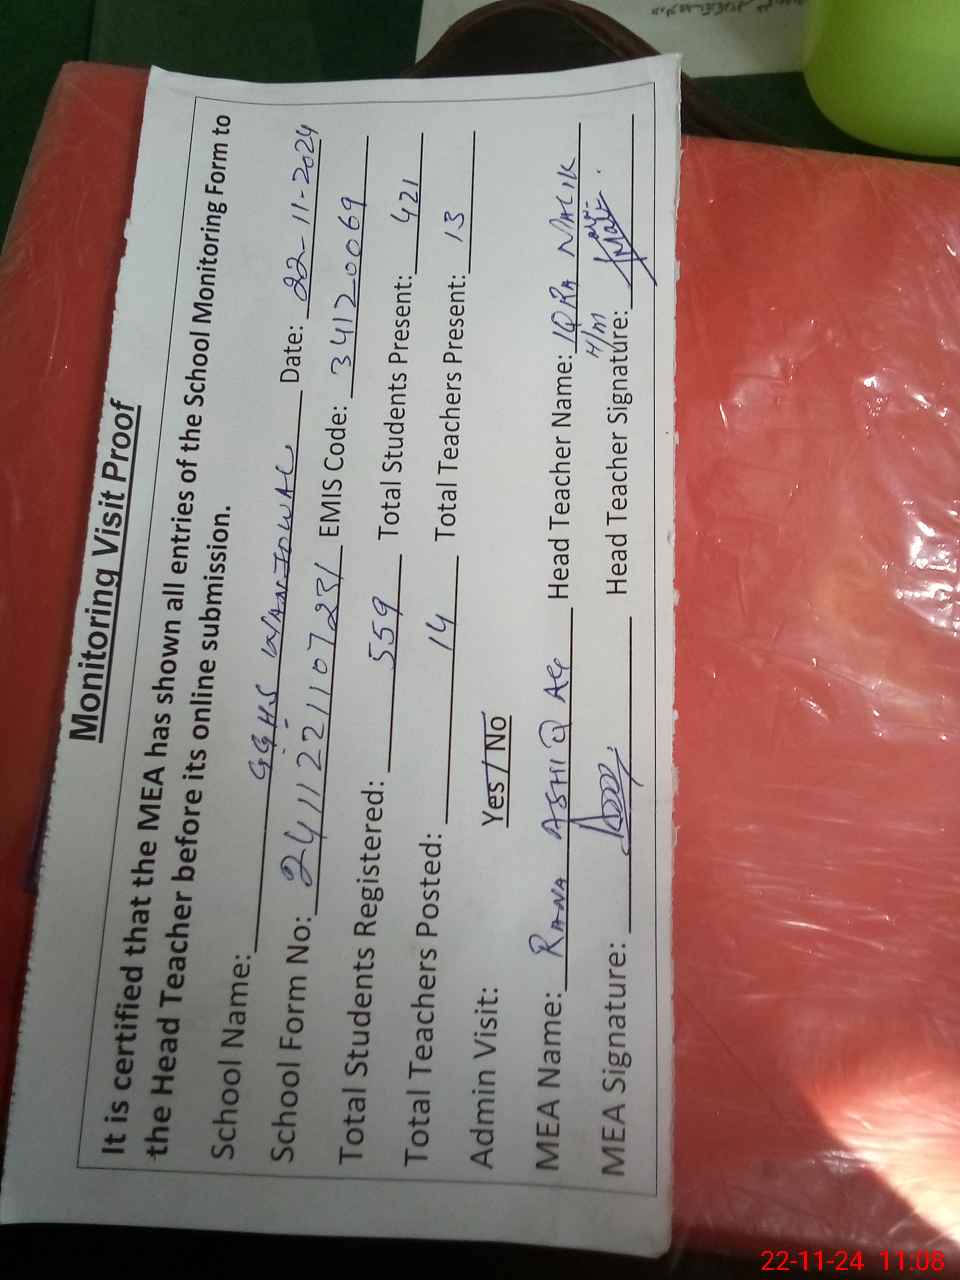 Monitoring Visit Proof
It is certified that the MEA has shown all entries of the School Monitoring Form to
the Head Teacher before its online submission.
School Name: GGHS WANJOWAL Date: 22-11-2024
School Form No: 241122110723/ EMIS Code: 34120069
Total Students Registered: 559 Total Students Present: 421
Total Teachers Posted: 14 Total Teachers Present: 13
Admin Visit: Yes / No
MEA Name: RANA ASHIQ ALI Head Teacher Name: IQRA MALIK
H/M
MEA Signature: Head Teacher Signature:
22-11-24 11:08